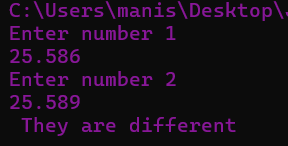 C:\Users\manis\Desktop\
Enter number 1
25.586
Enter number 2
25.589
They are different